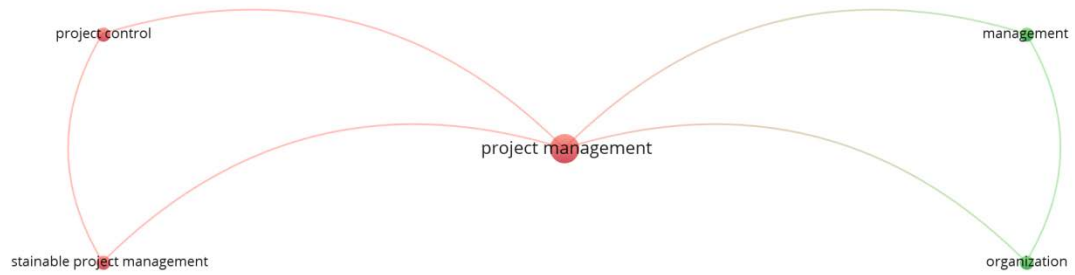 project control
management
project management
stainable project management
organization